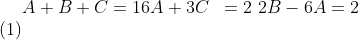 A + B + C = 16A + 3C = 2 2B − 6A = 2
(1)